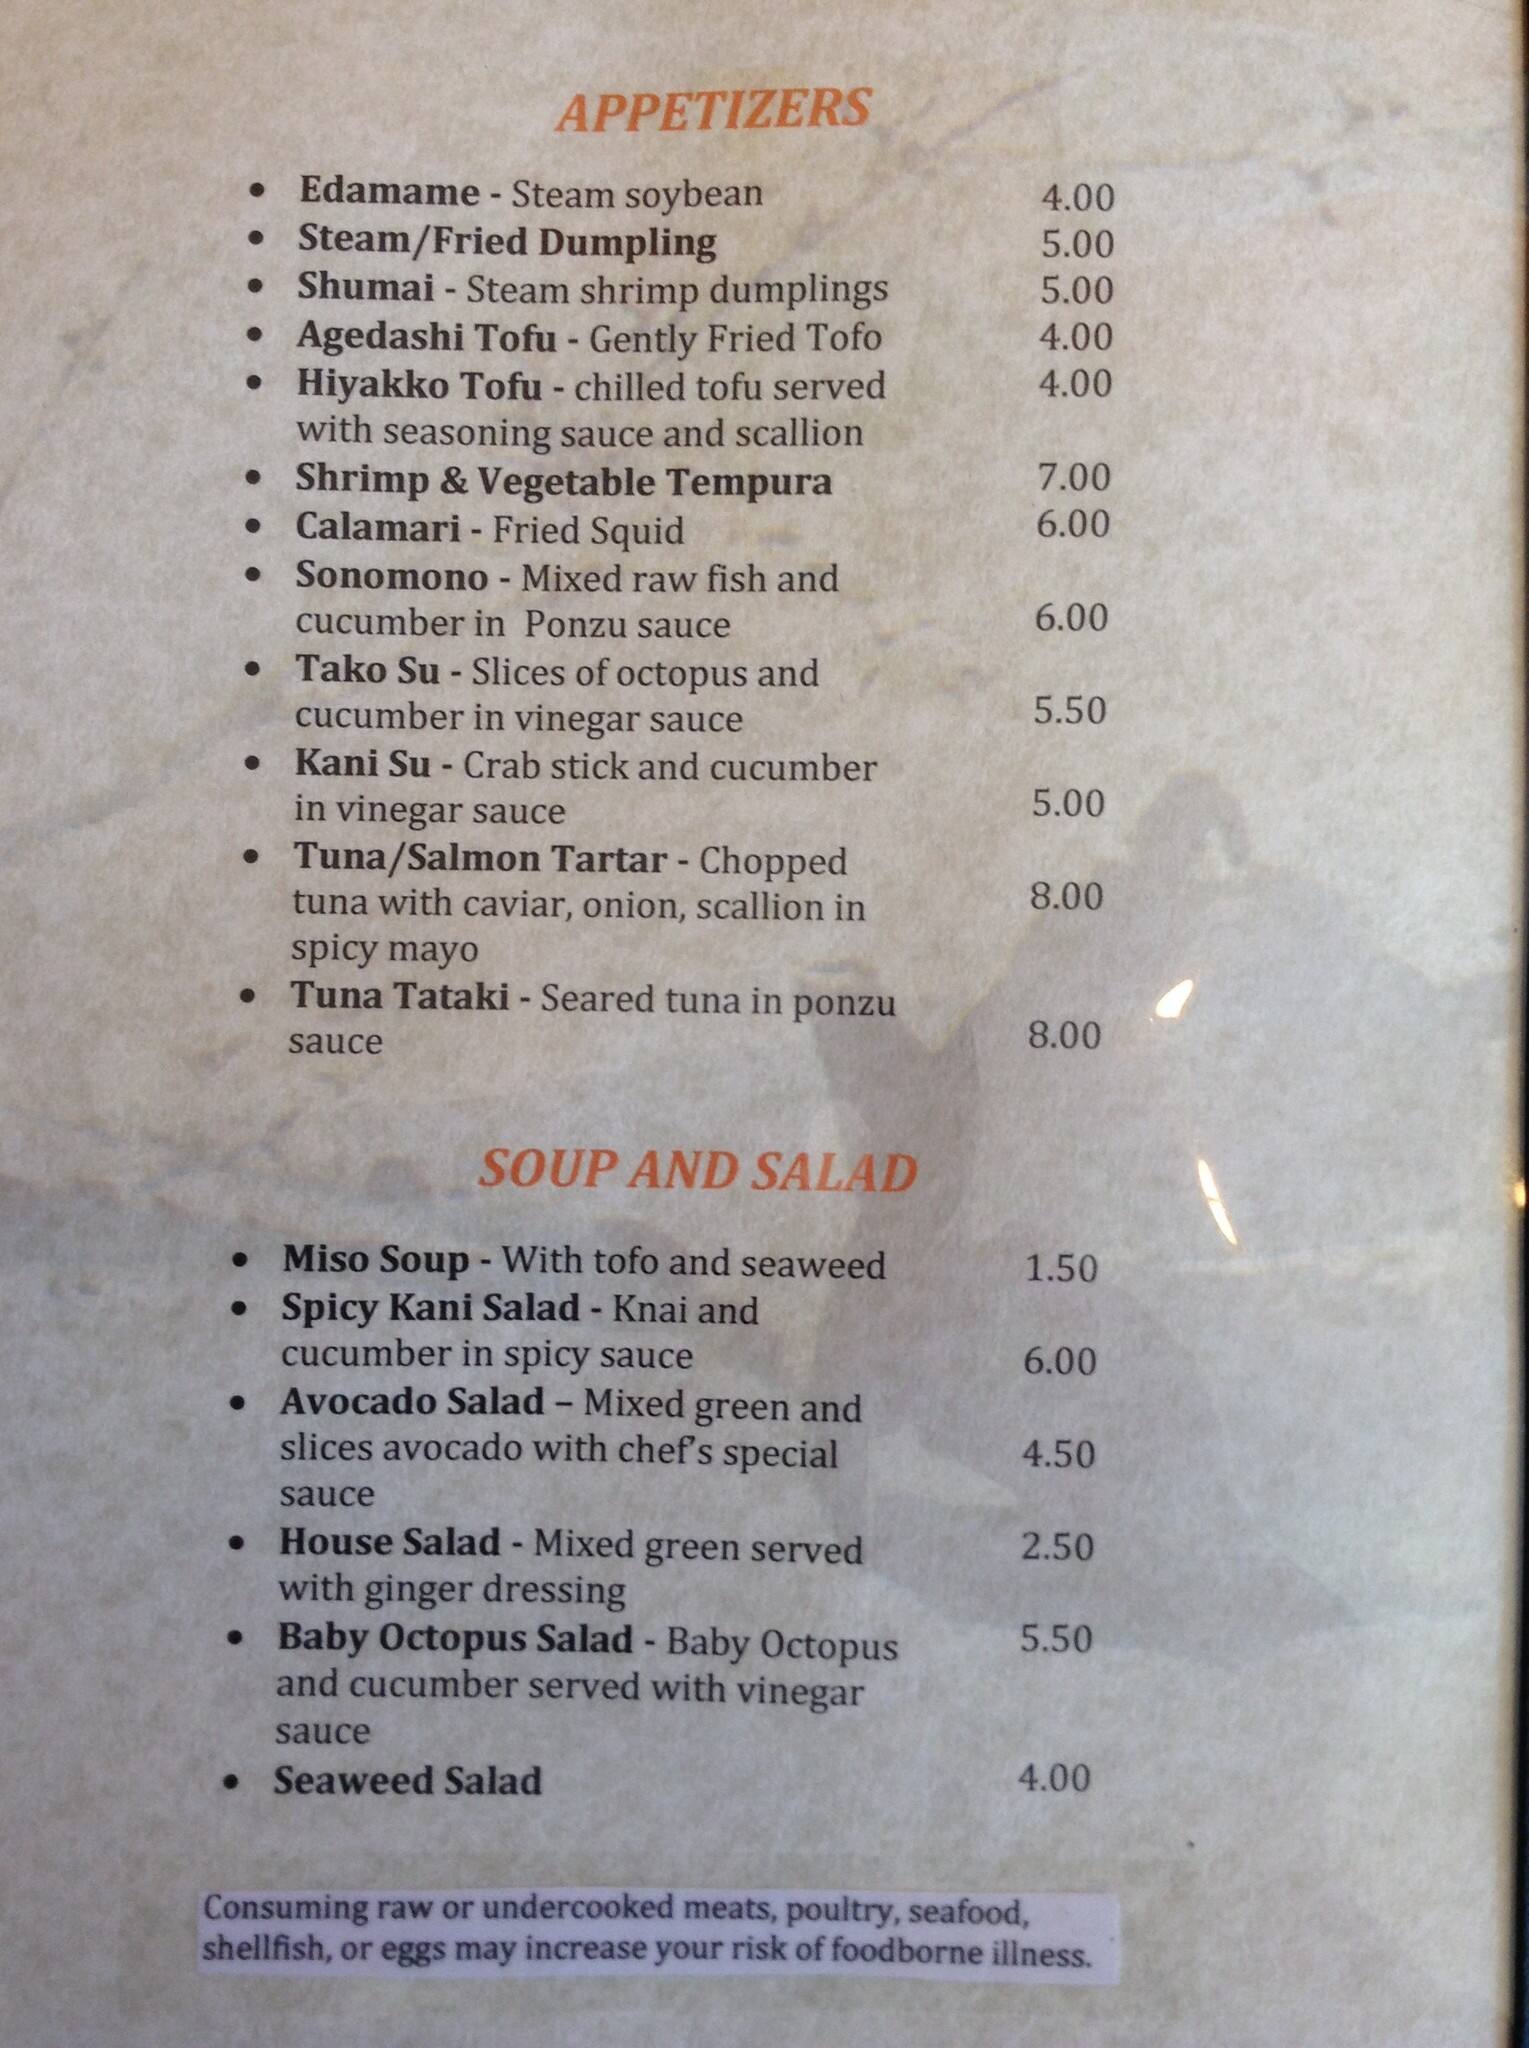 APPETIZERS
• Edamame - Steam soybean 4.00
• Steam/Fried Dumpling 5.00
• Shumai - Steam shrimp dumplings 5.00
• Agedashi Tofu - Gently Fried Tofo 4.00
• Hiyakko Tofu - chilled tofu served 4.00
with seasoning sauce and scallion
• Shrimp & Vegetable Tempura 7.00
• Calamari - Fried Squid 6.00
• Sonomono - Mixed raw fish and
cucumber in Ponzu sauce 6.00
• Tako Su - Slices of octopus and
cucumber in vinegar sauce 5.50
• Kani Su - Crab stick and cucumber
in vinegar sauce 5.00
• Tuna/Salmon Tartar - Chopped
tuna with caviar, onion, scallion in 8.00
spicy mayo
• Tuna Tataki - Seared tuna in ponzu
sauce 8.00
SOUP AND SALAD
• Miso Soup - With tofo and seaweed 1.50
• Spicy Kani Salad - Knai and
cucumber in spicy sauce 6.00
• Avocado Salad – Mixed green and
slices avocado with chef's special 4.50
sauce
• House Salad - Mixed green served 2.50
with ginger dressing
• Baby Octopus Salad - Baby Octopus 5.50
and cucumber served with vinegar
sauce
• Seaweed Salad 4.00
Consuming raw or undercooked meats, poultry, seafood,
shellfish, or eggs may increase your risk of foodborne illness.